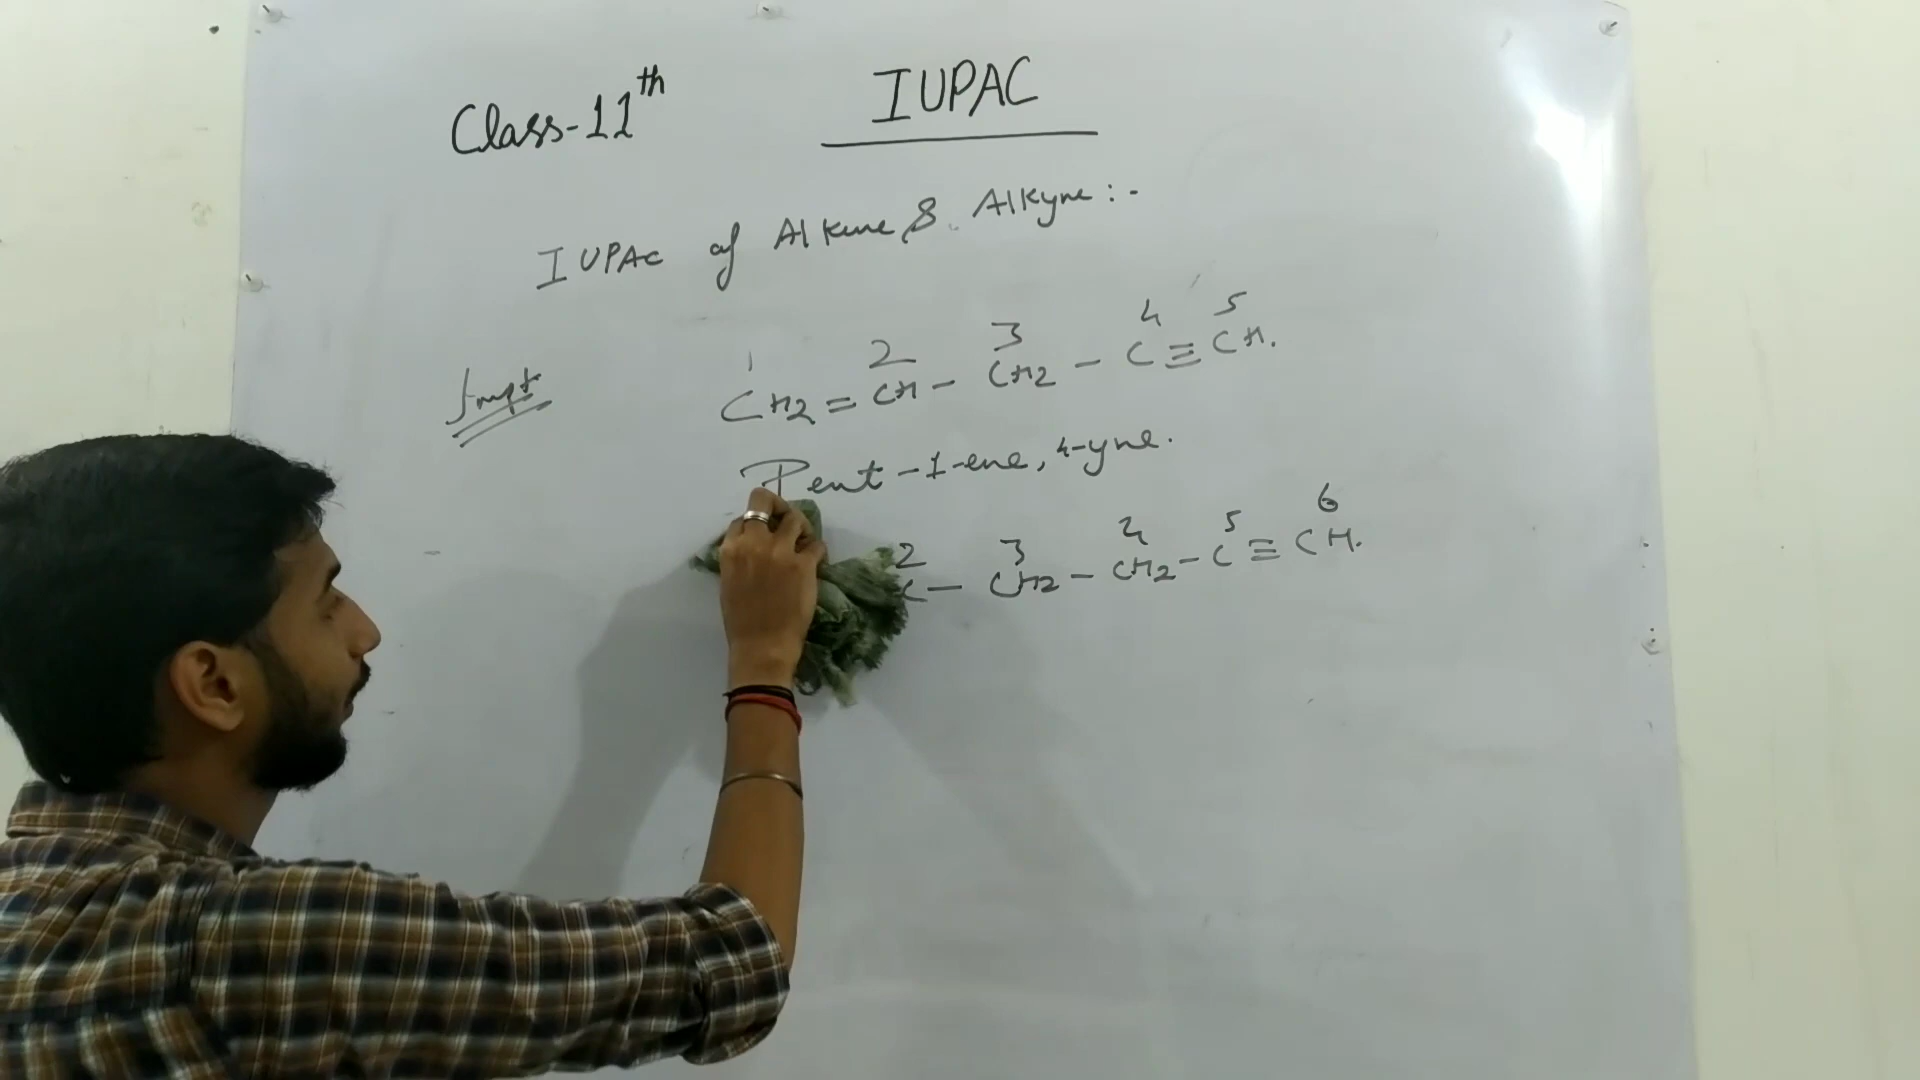 Class-11th
IUPAC
IUPAC of Alkene & Alkyne:-
1 2 3 4 5
Impt
CH2=CH-CH2-C≡CH.
Pent-1-ene, 4-yne.
2 3 4 5 6
C-CH2-CH2-C≡CH.